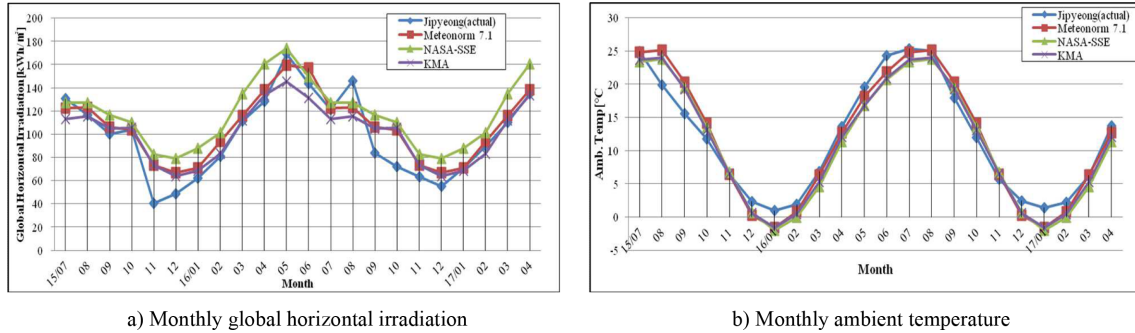 Global Horizontal Irradiation[kWh/㎡]
200
180
160
140
120
100
80
60
40
20
0
Jipyeong(actual)
Meteonorm 7.1
NASA-SSE
KMA
15/07 08 09 10 11 12 16/01 02 03 04 05 06 07 08 09 10 11 12 17/01 02 03 04
Month
a) Monthly global horizontal irradiation
Amb. Temp[°C
30
25
20
15
10
5
0
-5
Jipyeong(actual)
Meteonorm 7.1
NASA-SSE
KMA
15/07 08 09 10 11 12 16/01 02 03 04 05 06 07 08 09 10 11 12 17/01 02 03 04
Month
b) Monthly ambient temperature